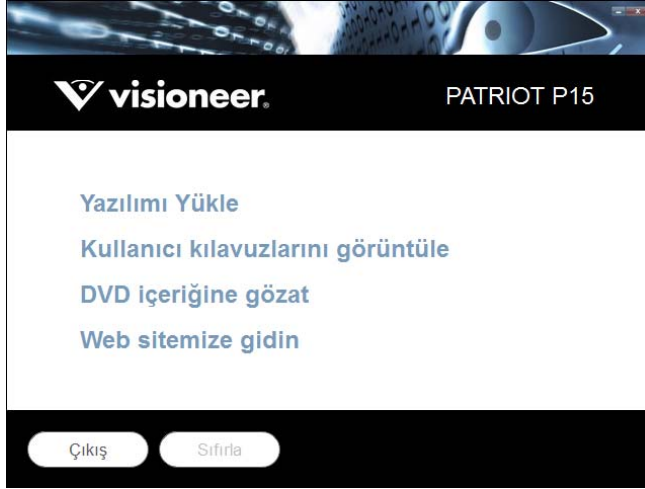 visioneer®
PATRIOT P15
Yazılımı Yükle
Kullanıcı kılavuzlarını görüntüle
DVD içeriğine gözat
Web sitemize gidin
Çıkış
Sıfırla